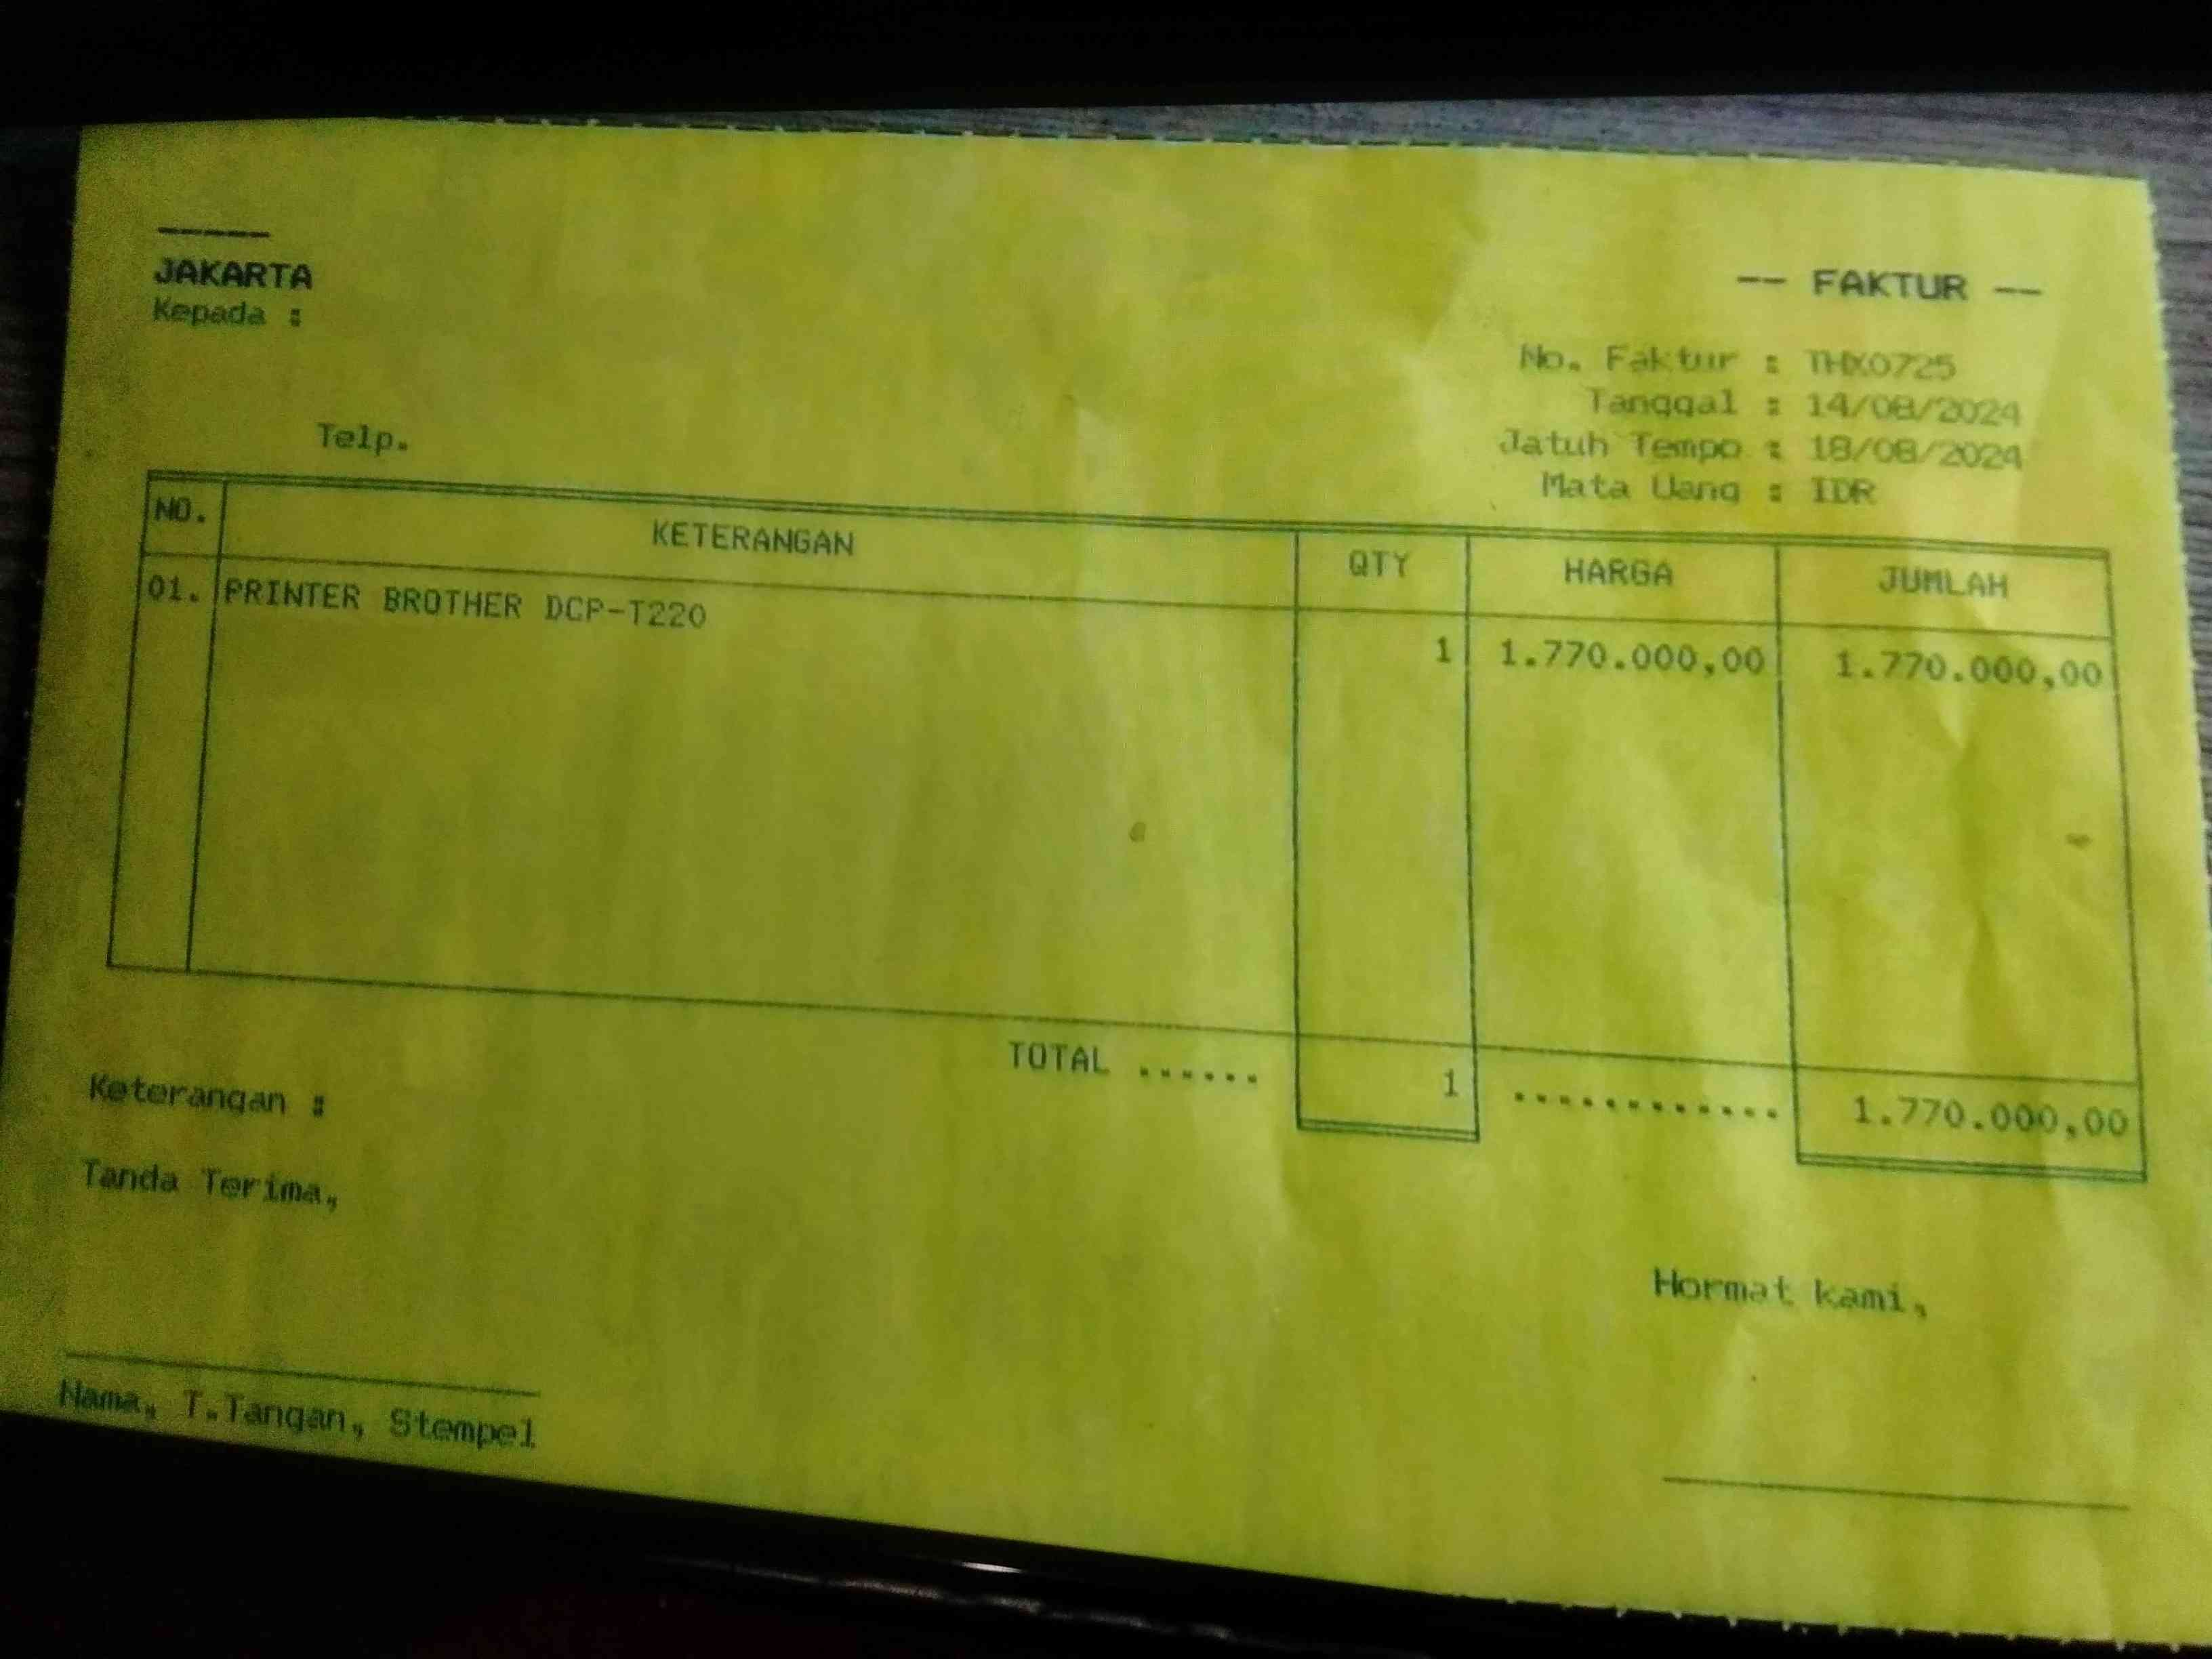 -----
JAKARTA
-- FAKTUR --
Kepada :
No. Faktur : THX0725
Tanggal : 14/08/2024
Jatuh Tempo : 18/08/2024
Mata Uang : IDR
Telp.
NO. KETERANGAN QTY HARGA JUMLAH
01. PRINTER BROTHER DCP-T220 1 1.770.000,00 1.770.000,00
TOTAL ...... 1 ............ 1.770.000,00
Keterangan :
Tanda Terima,
Hormat kami,
Nama, T.Tangan, Stempel